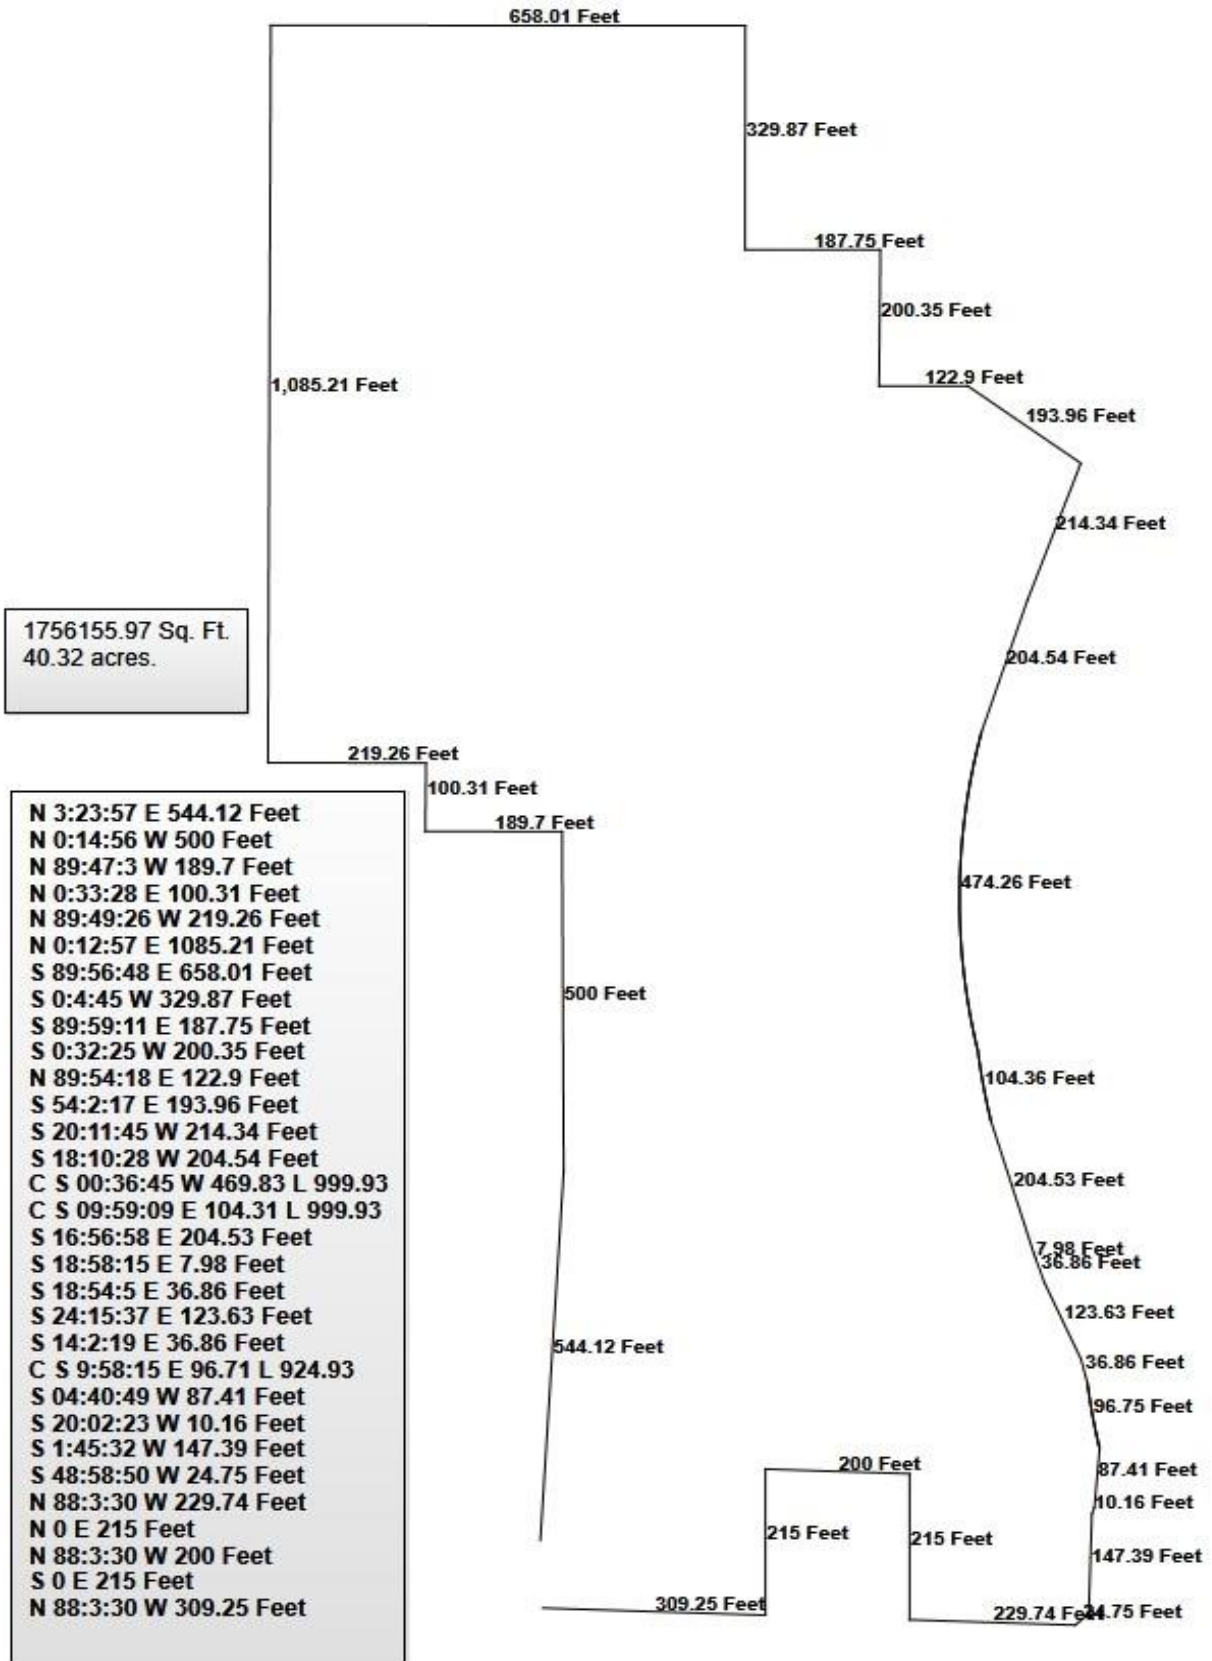 658.01 Feet
329.87 Feet
187.75 Feet
200.35 Feet
122.9 Feet
193.96 Feet
1,085.21 Feet
214.34 Feet
204.54 Feet
1756155.97 Sq. Ft.
40.32 acres.
219.26 Feet
100.31 Feet
189.7 Feet
474.26 Feet
500 Feet
104.36 Feet
204.53 Feet
7.98 Feet
36.86 Feet
123.63 Feet
544.12 Feet
36.86 Feet
96.75 Feet
200 Feet
87.41 Feet
10.16 Feet
215 Feet
215 Feet
147.39 Feet
309.25 Feet
229.74 Feet
24.75 Feet
N 3:23:57 E 544.12 Feet
N 0:14:56 W 500 Feet
N 89:47:3 W 189.7 Feet
N 0:33:28 E 100.31 Feet
N 89:49:26 W 219.26 Feet
N 0:12:57 E 1085.21 Feet
S 89:56:48 E 658.01 Feet
S 0:4:45 W 329.87 Feet
S 89:59:11 E 187.75 Feet
S 0:32:25 W 200.35 Feet
N 89:54:18 E 122.9 Feet
S 54:2:17 E 193.96 Feet
S 20:11:45 W 214.34 Feet
S 18:10:28 W 204.54 Feet
C S 00:36:45 W 469.83 L 999.93
C S 09:59:09 E 104.31 L 999.93
S 16:56:58 E 204.53 Feet
S 18:58:15 E 7.98 Feet
S 18:54:5 E 36.86 Feet
S 24:15:37 E 123.63 Feet
S 14:2:19 E 36.86 Feet
C S 9:58:15 E 96.71 L 924.93
S 04:40:49 W 87.41 Feet
S 20:02:23 W 10.16 Feet
S 1:45:32 W 147.39 Feet
S 48:58:50 W 24.75 Feet
N 88:3:30 W 229.74 Feet
N 0 E 215 Feet
N 88:3:30 W 200 Feet
S 0 E 215 Feet
N 88:3:30 W 309.25 Feet